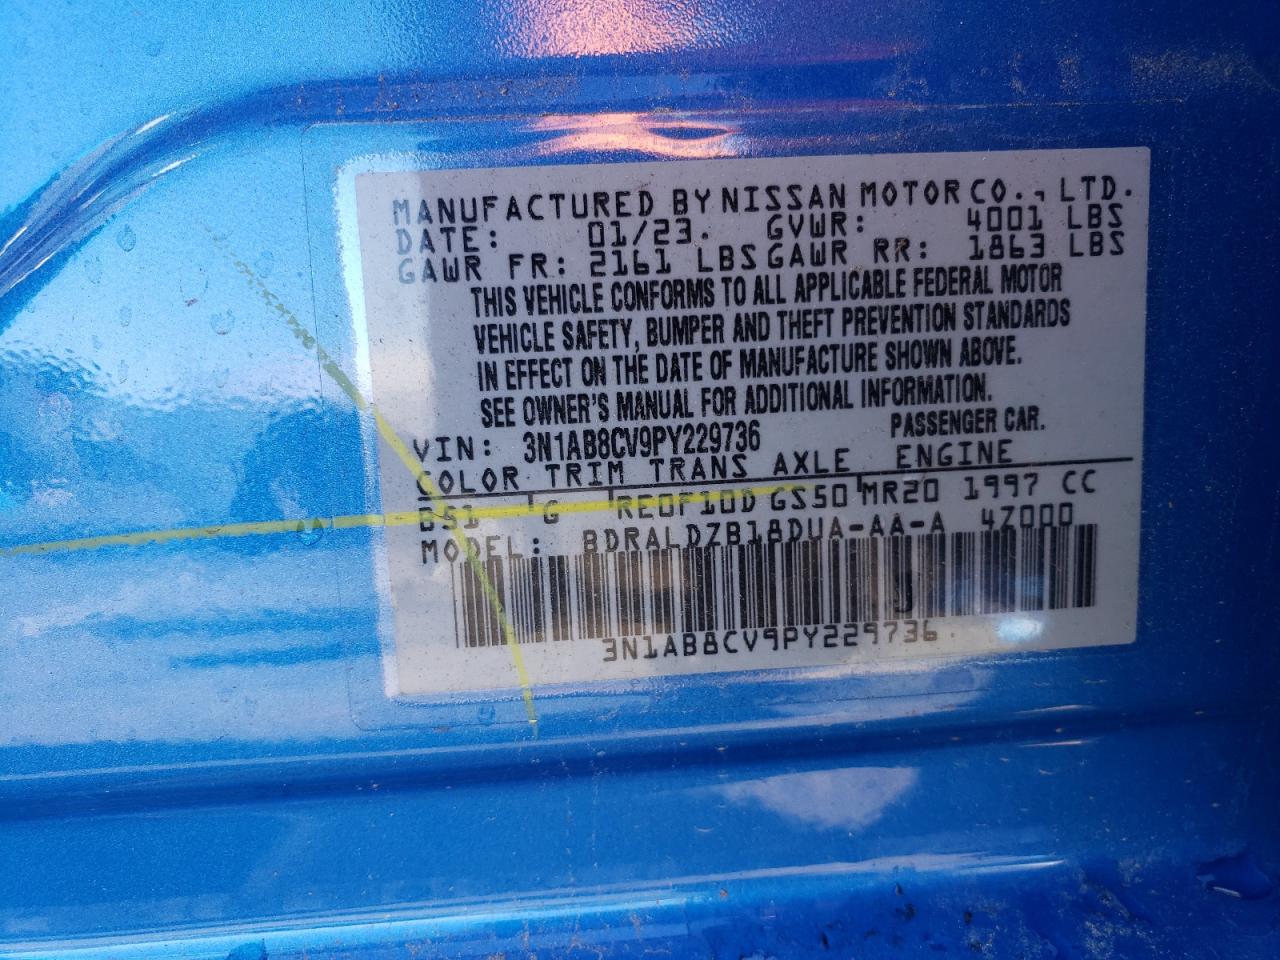 MANUFACTURED BY NISSAN MOTOR CO., LTD.
DATE: 01/23. GVWR: 4001 LBS
GAWR FR: 2161 LBS GAWR RR: 1863 LBS
THIS VEHICLE CONFORMS TO ALL APPLICABLE FEDERAL MOTOR
VEHICLE SAFETY, BUMPER AND THEFT PREVENTION STANDARDS
IN EFFECT ON THE DATE OF MANUFACTURE SHOWN ABOVE.
SEE OWNER'S MANUAL FOR ADDITIONAL INFORMATION.
VIN: 3N1AB8CV9PY229736 PASSENGER CAR.
COLOR TRIM TRANS AXLE ENGINE
B51 G RE0F10D GS50 MR20 1997 CC
MODEL: BDRALDZB18DUA-AA-A 4Z000
J
3N1AB8CV9PY229736.